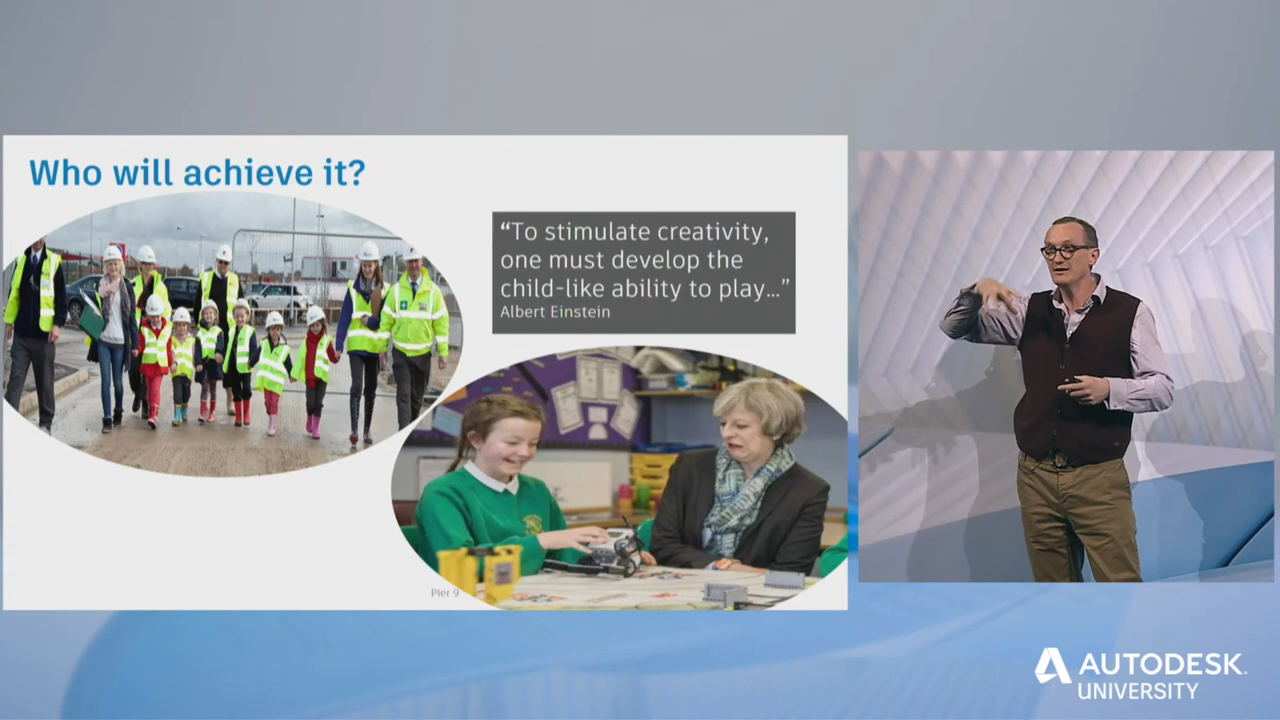 Who will achieve it?
“To stimulate creativity,
one must develop the
child-like ability to play...”
Albert Einstein
Pier 9
AUTODESK.
UNIVERSITY